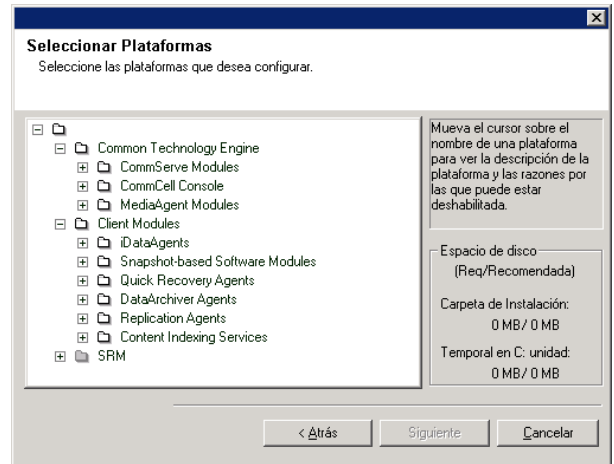 Seleccionar Plataformas
Seleccione las plataformas que desea configurar.
Common Technology Engine
CommServe Modules
CommCell Console
MediaAgent Modules
Client Modules
iDataAgents
Snapshot-based Software Modules
Quick Recovery Agents
DataArchiver Agents
Replication Agents
Content Indexing Services
SRM
Mueva el cursor sobre el
nombre de una plataforma
para ver la descripción de la
plataforma y las razones por
las que puede estar
deshabilitada.
Espacio de disco
(Req/Recomendada)
Carpeta de Instalación:
0 MB/ 0 MB
Temporal en C: unidad:
0 MB/ 0 MB
< Atrás
Siguiente
Cancelar